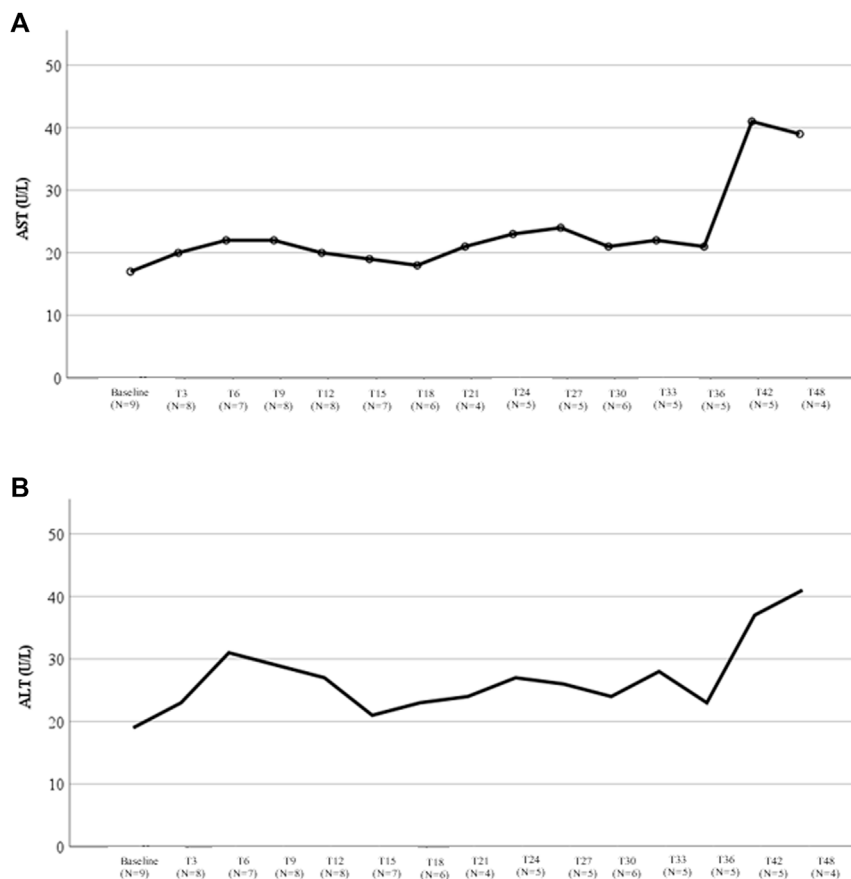 A
50
40
30
20
10
0
AST (U/L)
Baseline T3 T6 T9 T12 T15 T18 T21 T24 T27 T30 T33 T36 T42 T48
(N=9) (N=8) (N=7) (N=8) (N=8) (N=7) (N=6) (N=4) (N=5) (N=5) (N=6) (N=5) (N=5) (N=5) (N=4)
B
50
40
30
20
10
0
ALT (U/L)
Baseline T3 T6 T9 T12 T15 T18 T21 T24 T27 T30 T33 T36 T42 T48
(N=9) (N=8) (N=7) (N=8) (N=8) (N=7) (N=6) (N=4) (N=5) (N=5) (N=6) (N=5) (N=5) (N=5) (N=4)